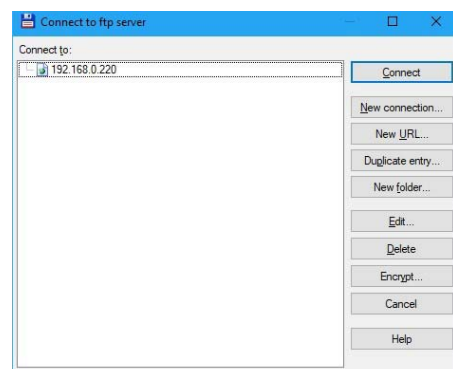 Connect to ftp server
Connect to:
192.168.0.220
Connect
New connection...
New URL...
Duplicate entry...
New folder...
Edit...
Delete
Encrypt...
Cancel
Help